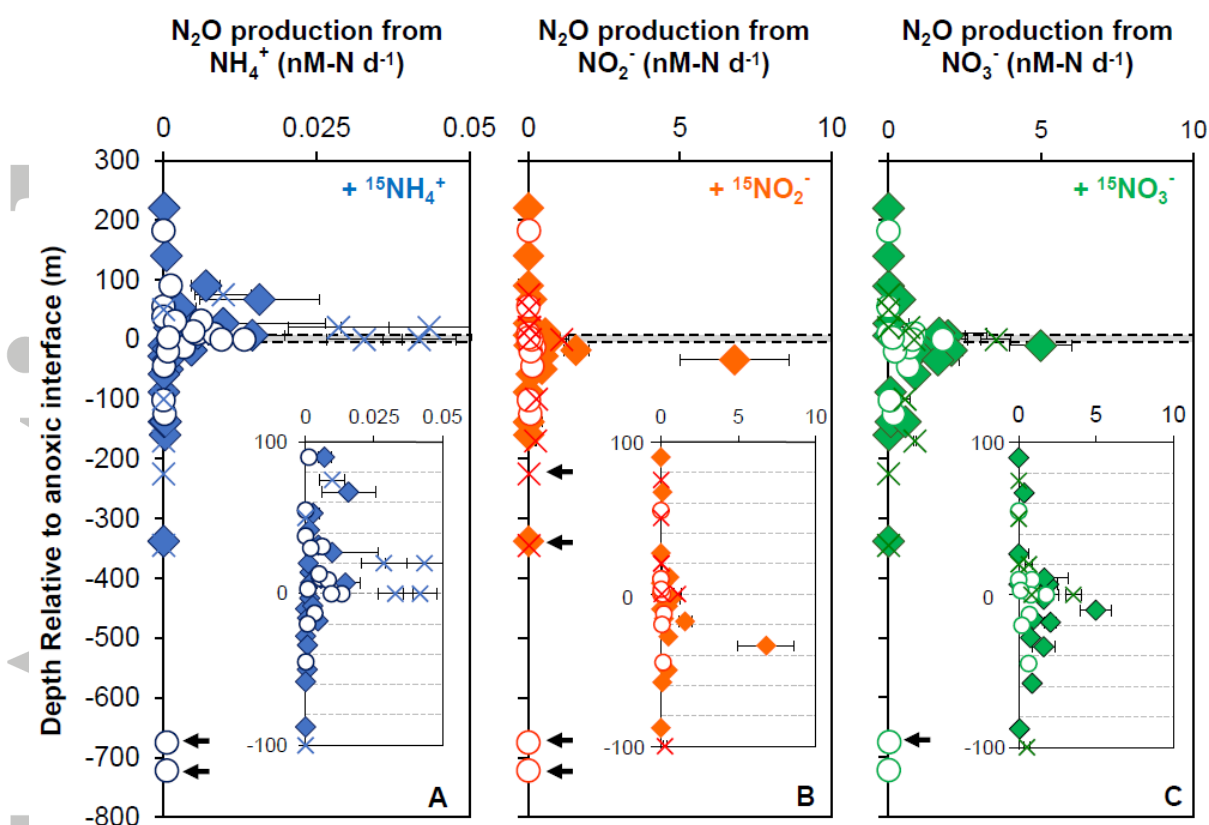 N₂O production from
NH₄⁺ (nM-N d⁻¹)
N₂O production from
NO₂⁻ (nM-N d⁻¹)
N₂O production from
NO₃⁻ (nM-N d⁻¹)
0 0.025 0.05
0 5 10
0 5 10
Depth Relative to anoxic interface (m)
300
200
100
0
-100
-200
-300
-400
-500
-600
-700
-800
+ ¹⁵NH₄⁺
+ ¹⁵NO₂⁻
+ ¹⁵NO₃⁻
0 0.025 0.05
100
0
-100
0 5 10
100
0
-100
0 5 10
100
0
-100
A
B
C